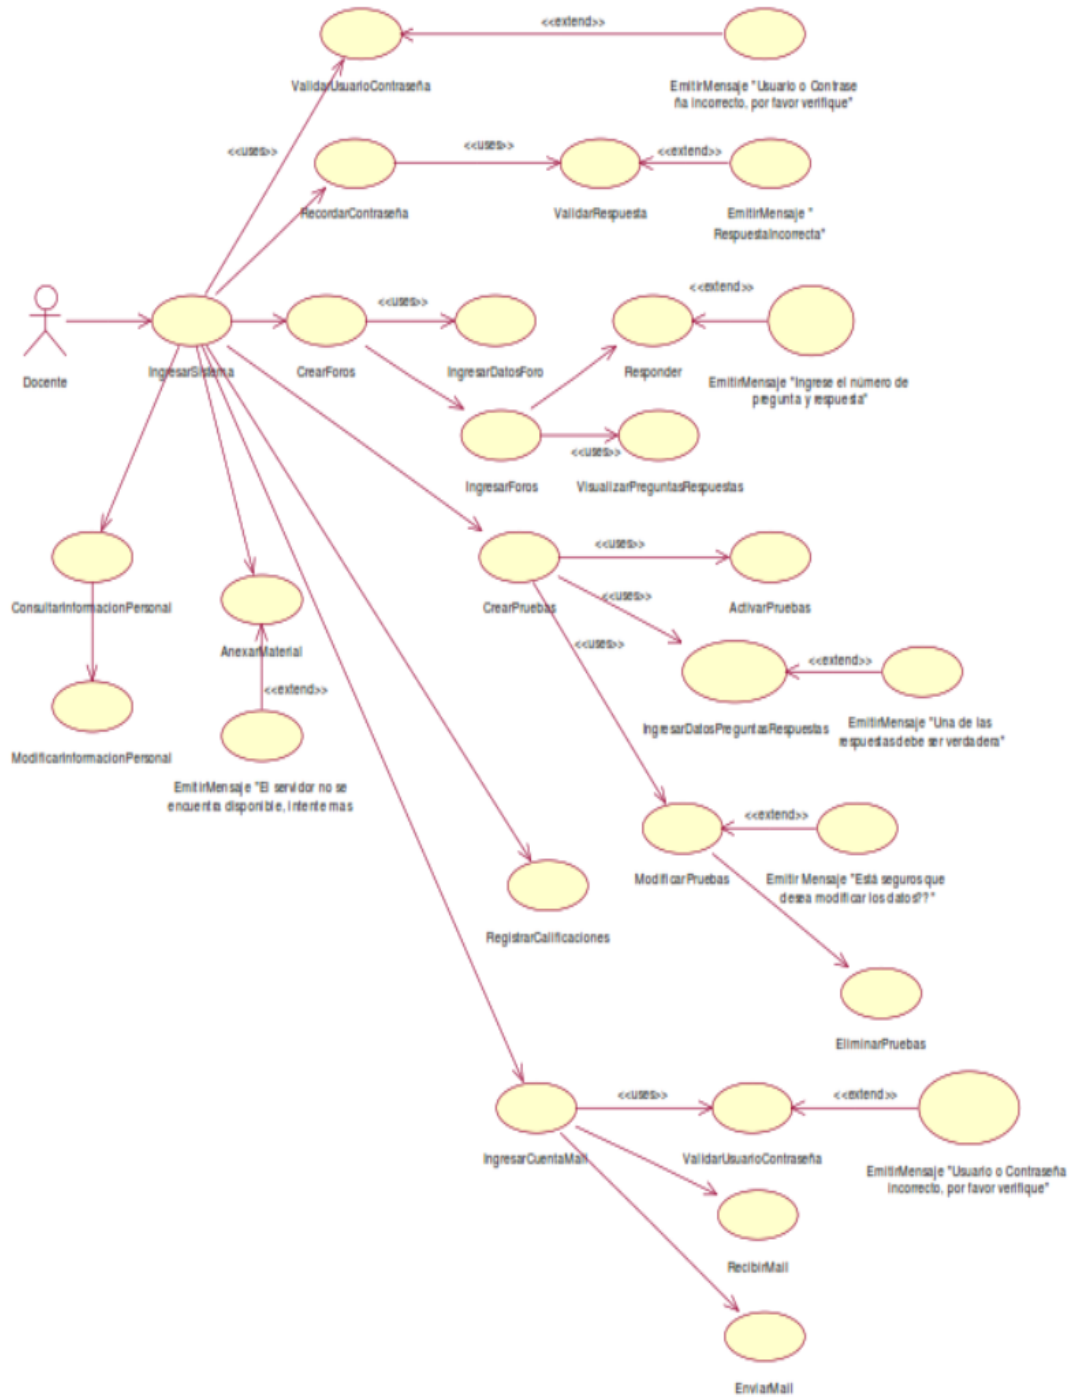 <<extend>>
ValidarUsuarioContraseña
EmitirMensaje "Usuario o Contrase
ña incorrecto, por favor verifique"
<<uses>>
<<uses>>
<<extend>>
RecordarContraseña
ValidarRespuesta
EmitirMensaje "
RespuestaIncorrecta"
<<extend>>
<<uses>>
Docente
IngresarSistema
CrearForos
IngresarDatosForo
Responder
EmitirMensaje "Ingrese el número de
pregunta y respuesta"
<<uses>>
IngresarForos
VisualizarPreguntasRespuestas
<<uses>>
ConsultarInformacionPersonal
CrearPruebas
<<uses>>
ActivarPruebas
<<uses>>
AnexarMaterial
<<extend>>
<<extend>>
IngresarDatosPreguntasRespuestas
EmitirMensaje "Una de las
respuestas debe ser verdadera"
ModificarInformacionPersonal
EmitirMensaje "El servidor no se
encuentra disponible, intente mas
<<extend>>
ModificarPruebas
Emitir Mensaje "Está seguros que
desea modificar los datos??"
RegistrarCalificaciones
EliminarPruebas
<<uses>>
<<extend>>
IngresarCuentaMail
ValidarUsuarioContraseña
EmitirMensaje "Usuario o Contraseña
incorrecto, por favor verifique"
RecibirMail
EnviarMail